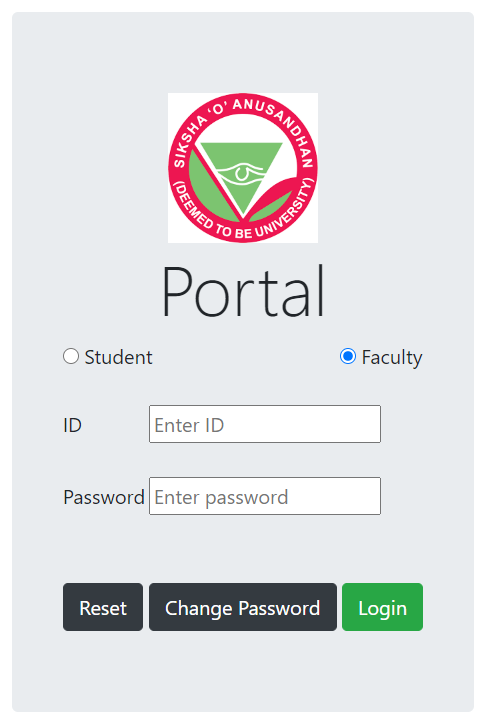 SIKSHA 'O' ANUSANDHAN
(DEEMED TO BE UNIVERSITY)
Portal
Student Faculty
ID Enter ID
Password Enter password
Reset Change Password Login